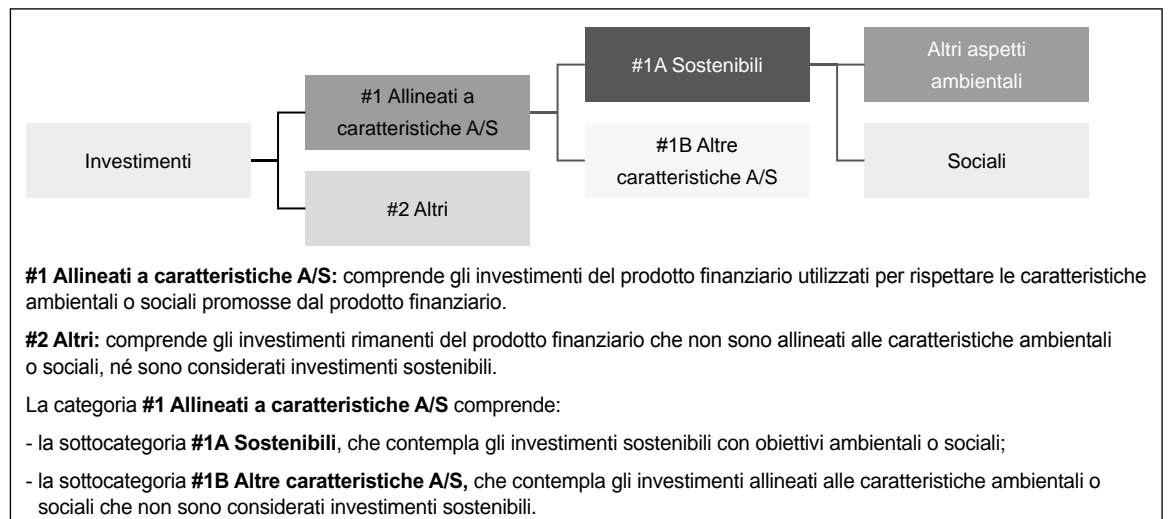 Investimenti
#1 Allineati a
caratteristiche A/S
#2 Altri
#1A Sostenibili
#1B Altre
caratteristiche A/S
Altri aspetti
ambientali
Sociali
#1 Allineati a caratteristiche A/S: comprende gli investimenti del prodotto finanziario utilizzati per rispettare le caratteristiche
ambientali o sociali promosse dal prodotto finanziario.
#2 Altri: comprende gli investimenti rimanenti del prodotto finanziario che non sono allineati alle caratteristiche ambientali
o sociali, né sono considerati investimenti sostenibili.
La categoria #1 Allineati a caratteristiche A/S comprende:
- la sottocategoria #1A Sostenibili, che contempla gli investimenti sostenibili con obiettivi ambientali o sociali;
- la sottocategoria #1B Altre caratteristiche A/S, che contempla gli investimenti allineati alle caratteristiche ambientali o
sociali che non sono considerati investimenti sostenibili.